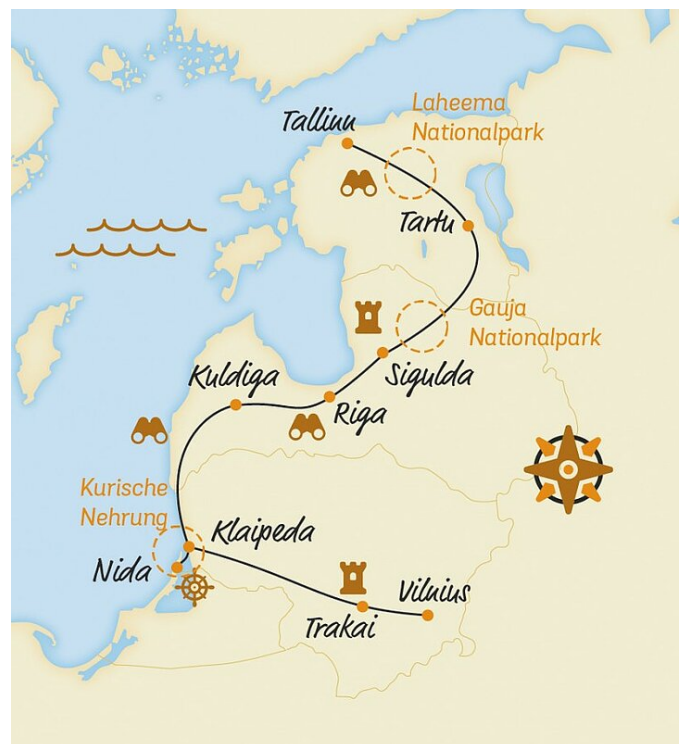 Laheema
Nationalpark
Tallinn
Tartu
Gauja
Nationalpark
Sigulda
Kuldiga
Riga
Kurische
Nehrung
Klaipeda
Nida
Vilnius
Trakai